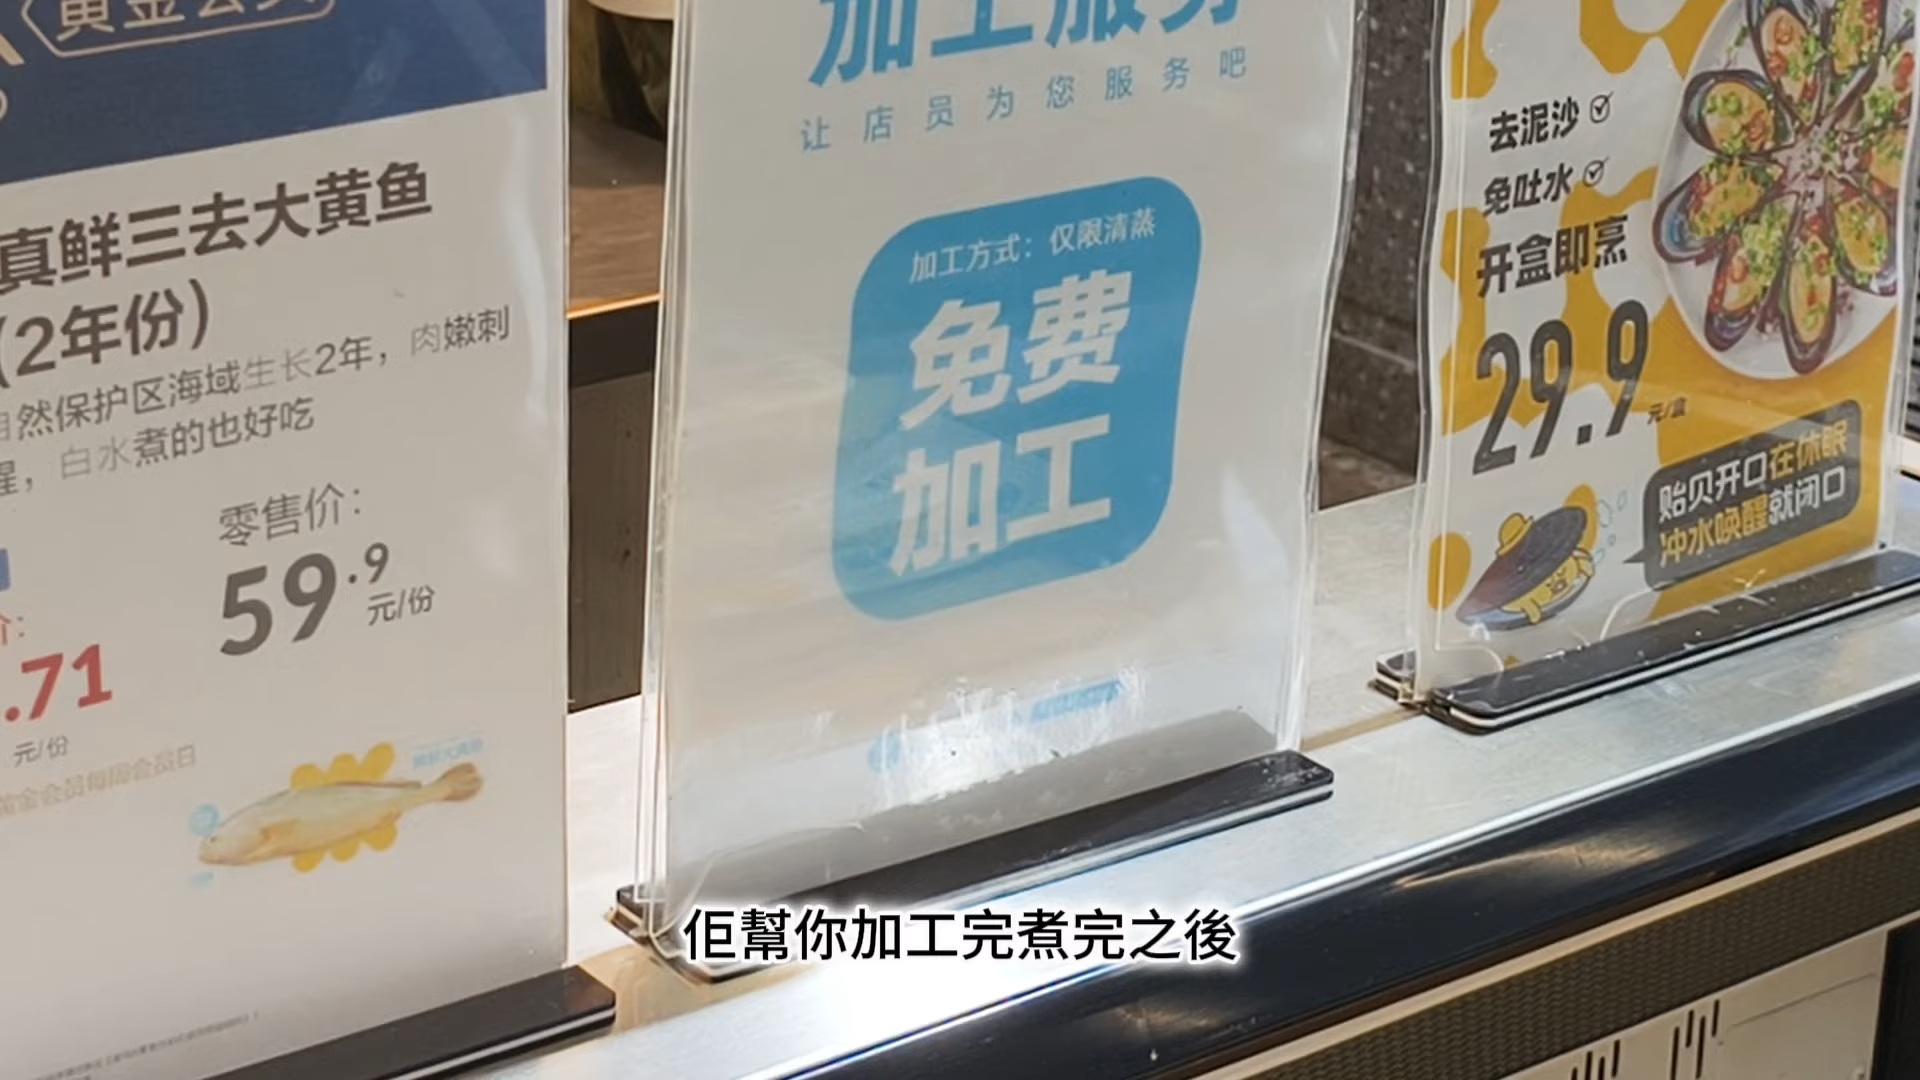 真鲜三去大黄鱼
(2年份)
然保护区海域生长2年，肉嫩刺
，白水煮的也好吃
零售价：
59.9
元/份
.71
元/份
黄金会员每周会员日
加工服务
让店员为您服务吧
加工方式：仅限清蒸
免费
加工
去泥沙
免吐水
开盒即烹
29.9元/盒
贻贝开口在休眠
冲水唤醒就闭口
佢幫你加工完煮完之後